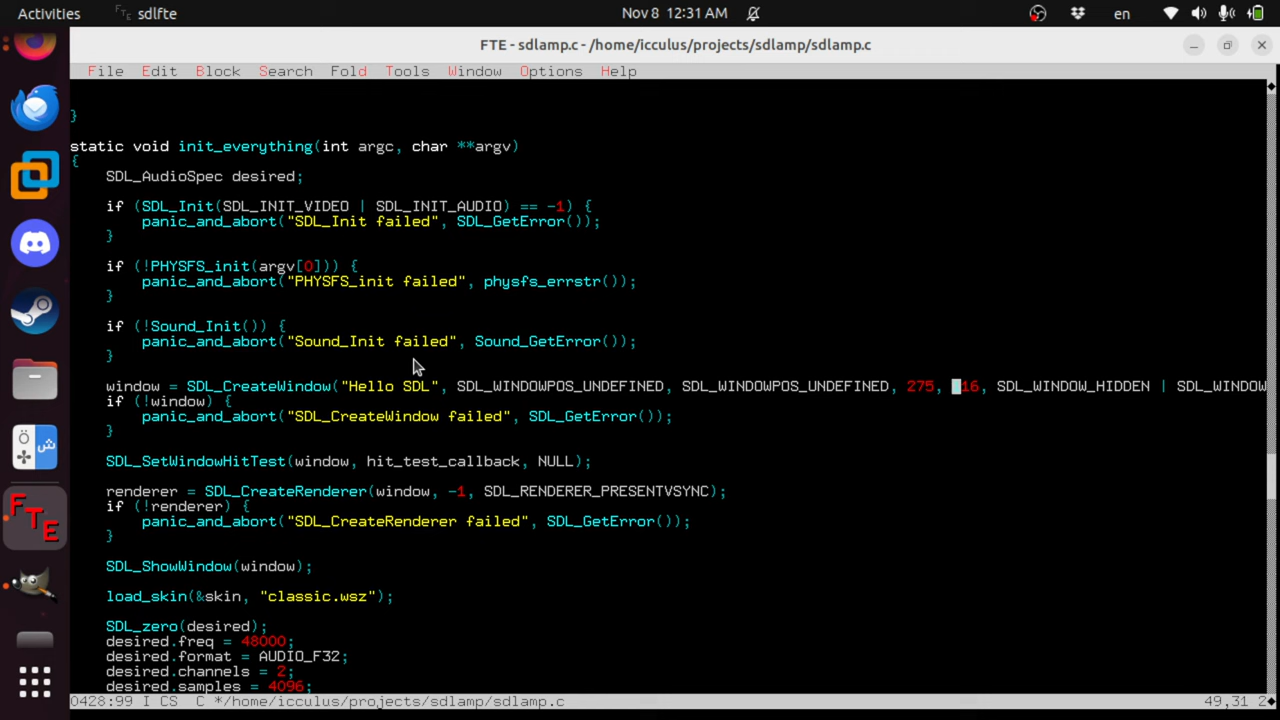 Activities
sdlfte
Nov 8 12:31 AM
en
FTE - sdlamp.c - /home/icculus/projects/sdlamp/sdlamp.c
File Edit Block Search Fold Tools Window Options Help
}
static void init_everything(int argc, char **argv)
{
SDL_AudioSpec desired;
if (SDL_Init(SDL_INIT_VIDEO | SDL_INIT_AUDIO) == -1) {
panic_and_abort("SDL_Init failed", SDL_GetError());
}
if (!PHYSFS_init(argv[0])) {
panic_and_abort("PHYSFS_init failed", physfs_errstr());
}
if (!Sound_Init()) {
panic_and_abort("Sound_Init failed", Sound_GetError());
}
window = SDL_CreateWindow("Hello SDL", SDL_WINDOWPOS_UNDEFINED, SDL_WINDOWPOS_UNDEFINED, 275, 16, SDL_WINDOW_HIDDEN | SDL_WINDOW
if (!window) {
panic_and_abort("SDL_CreateWindow failed", SDL_GetError());
}
SDL_SetWindowHitTest(window, hit_test_callback, NULL);
renderer = SDL_CreateRenderer(window, -1, SDL_RENDERER_PRESENTVSYNC);
if (!renderer) {
panic_and_abort("SDL_CreateRenderer failed", SDL_GetError());
}
SDL_ShowWindow(window);
load_skin(&skin, "classic.wsz");
SDL_zero(desired);
desired.freq = 48000;
desired.format = AUDIO_F32;
desired.channels = 2;
desired.samples = 4096;
0428:99 I CS C */home/icculus/projects/sdlamp/sdlamp.c 49,31 2